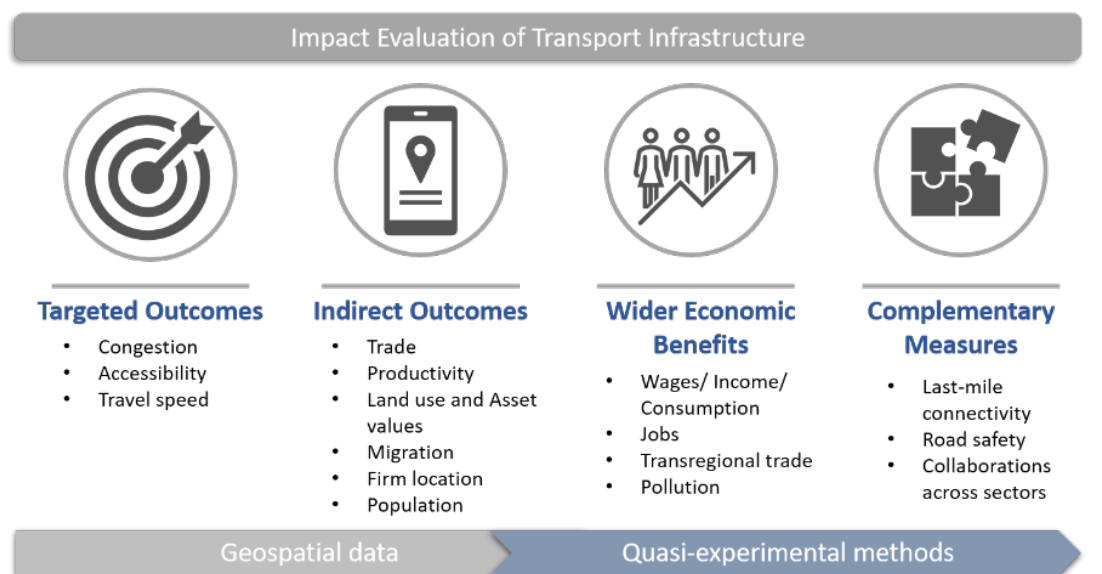 Impact Evaluation of Transport Infrastructure
Targeted Outcomes
• Congestion
• Accessibility
• Travel speed
Indirect Outcomes
• Trade
• Productivity
• Land use and Asset
values
• Migration
• Firm location
• Population
Wider Economic
Benefits
• Wages/ Income/
Consumption
• Jobs
• Transregional trade
• Pollution
Complementary
Measures
• Last-mile
connectivity
• Road safety
• Collaborations
across sectors
Geospatial data
Quasi-experimental methods